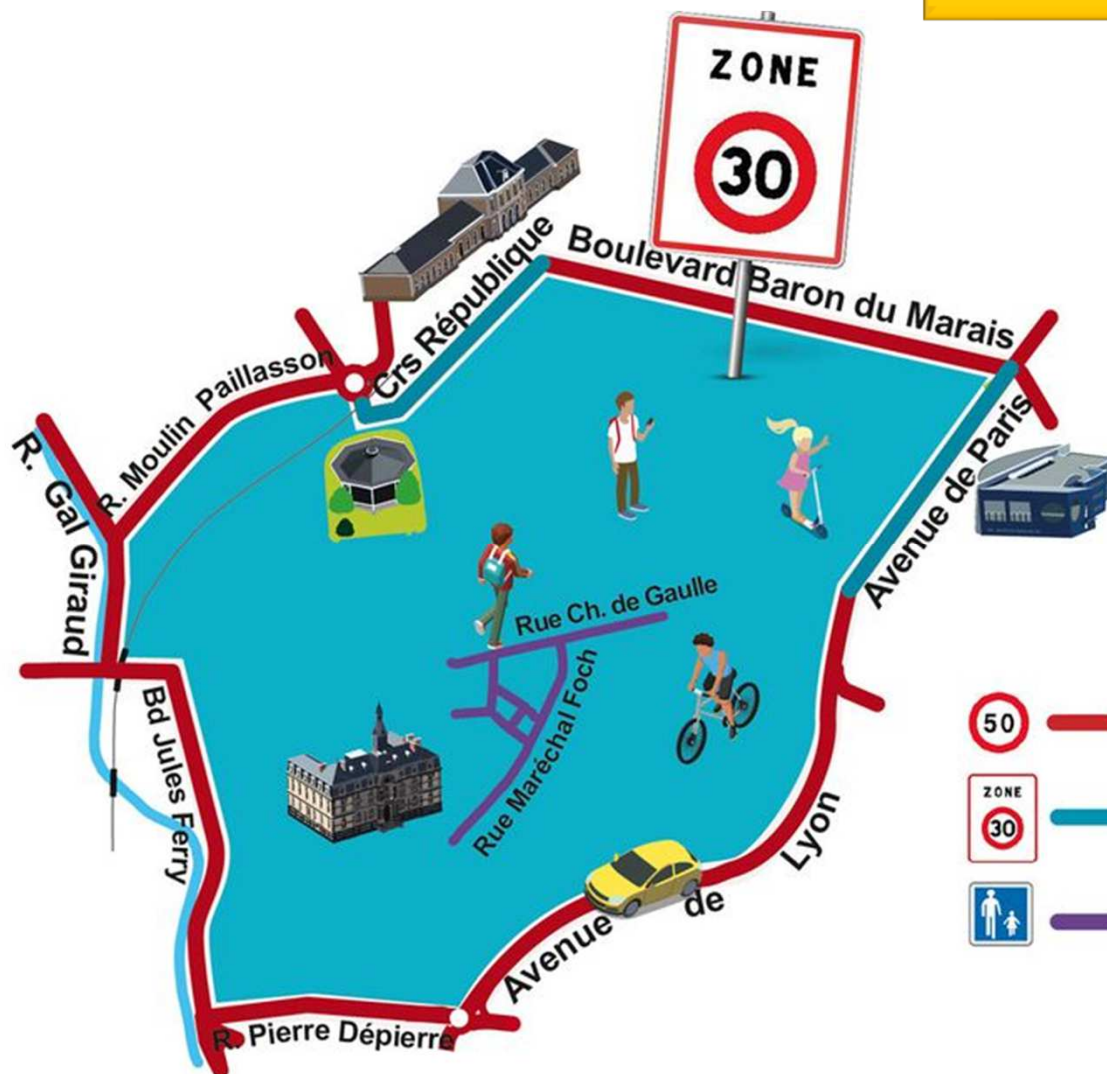 ZONE
30
Crs République
Boulevard Baron du Marais
R. Moulin Paillasson
R. Gal Giraud
Avenue de Paris
Rue Ch. de Gaulle
Rue Maréchal Foch
Bd Jules Ferry
50
ZONE
30
Avenue de Lyon
R. Pierre Dépierre